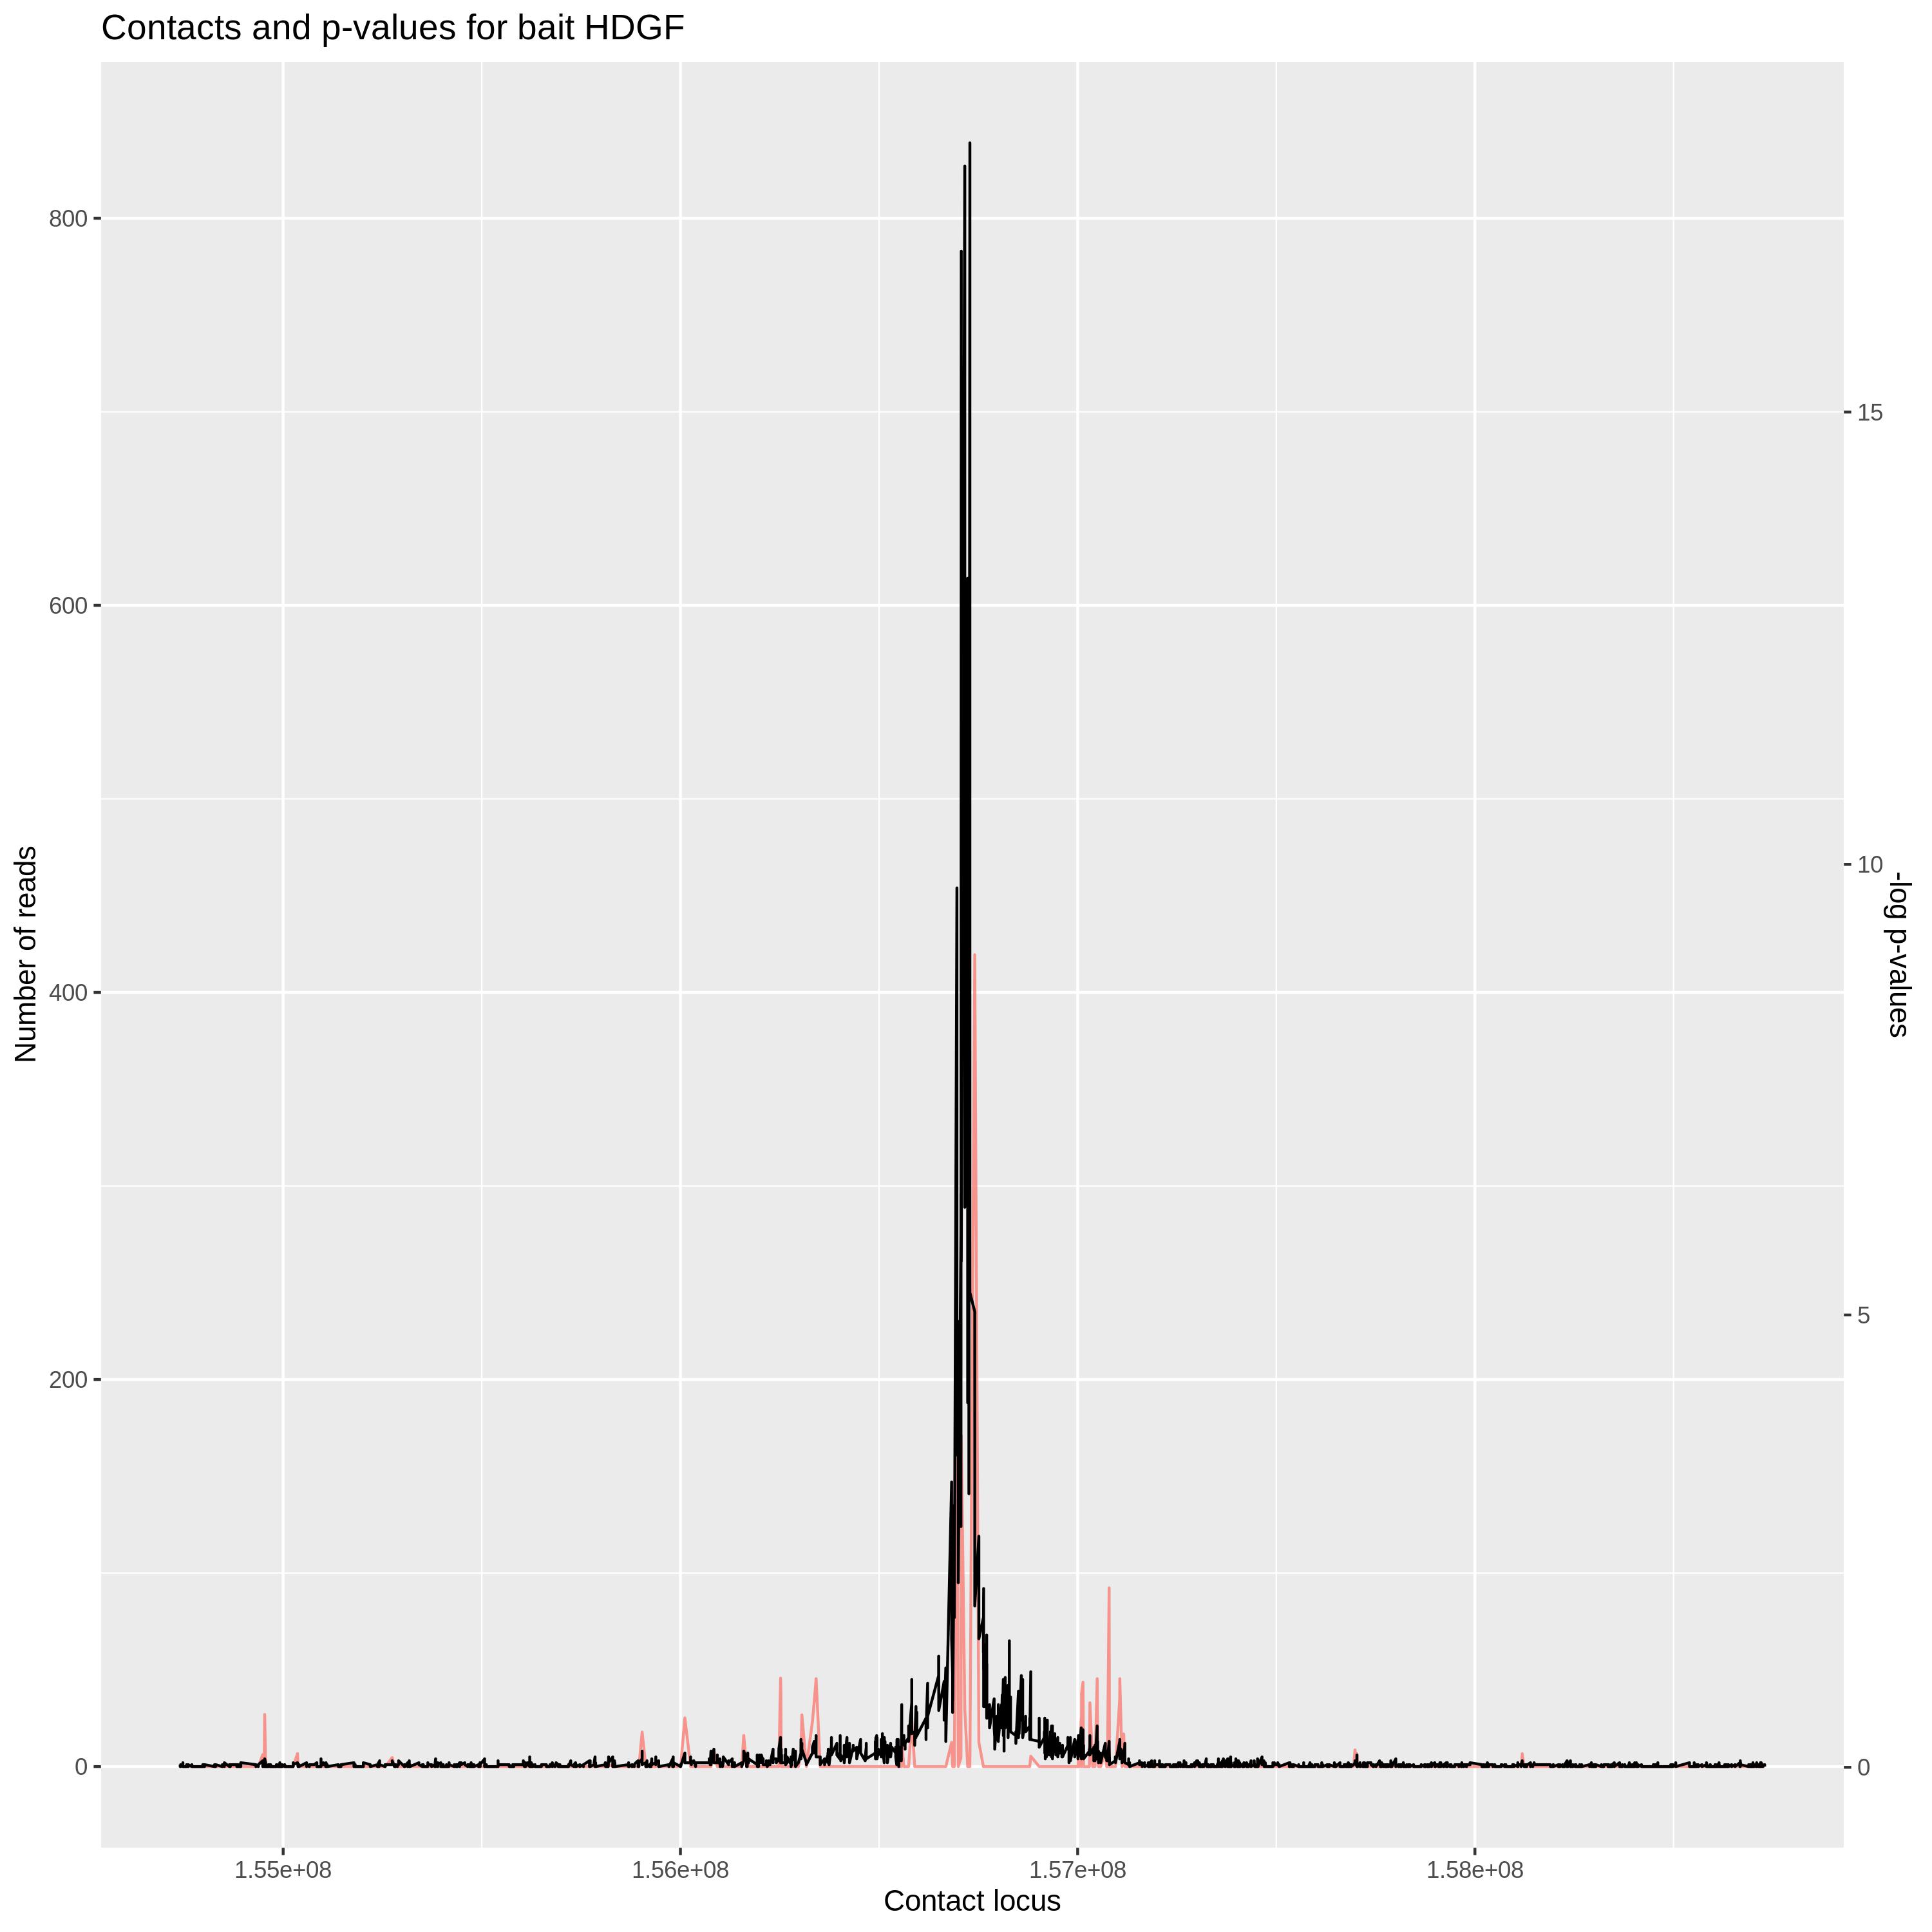 Contacts and p-values for bait HDGF
Number of reads
800
600
400
200
0
15
10
5
0
-log p-values
1.55e+08
1.56e+08
1.57e+08
1.58e+08
Contact locus